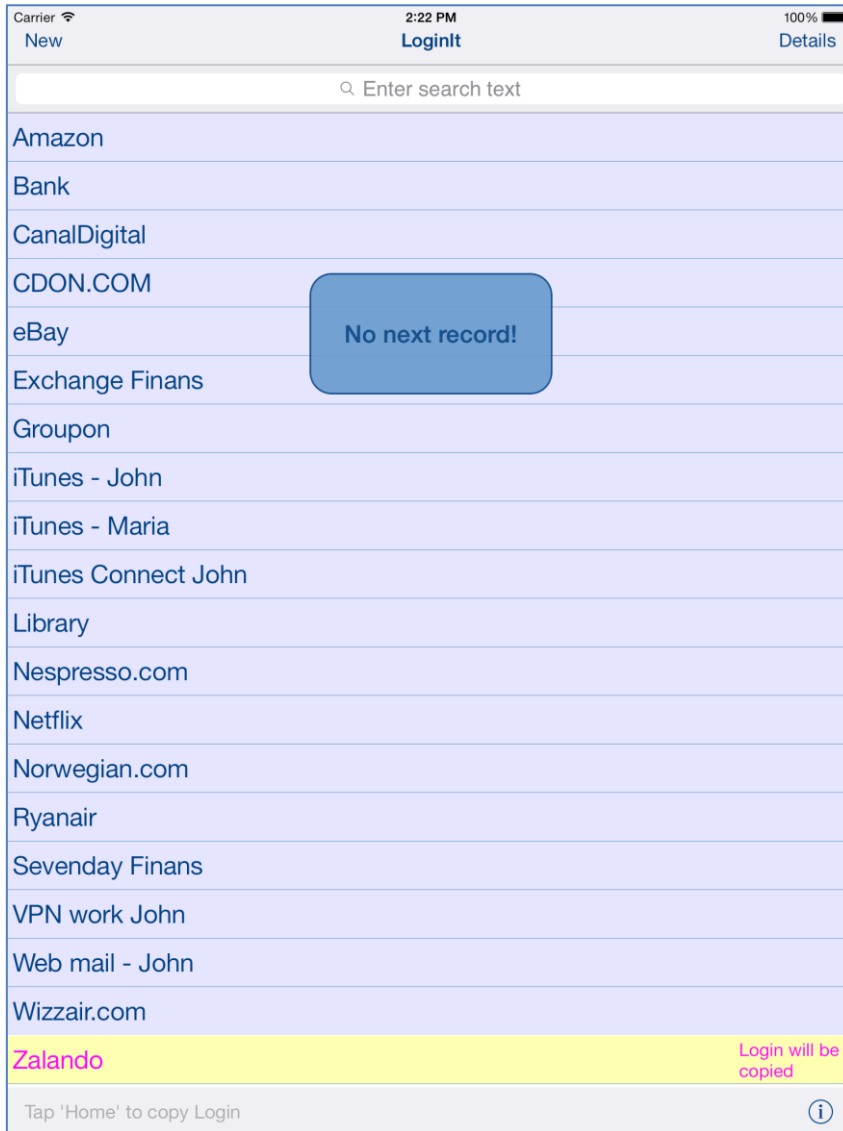 Carrier 2:22 PM 100%
New LoginIt Details
Enter search text
Amazon
Bank
CanalDigital
CDON.COM
eBay
No next record!
Exchange Finans
Groupon
iTunes - John
iTunes - Maria
iTunes Connect John
Library
Nespresso.com
Netflix
Norwegian.com
Ryanair
Sevenday Finans
VPN work John
Web mail - John
Wizzair.com
Zalando
Login will be
copied
Tap 'Home' to copy Login